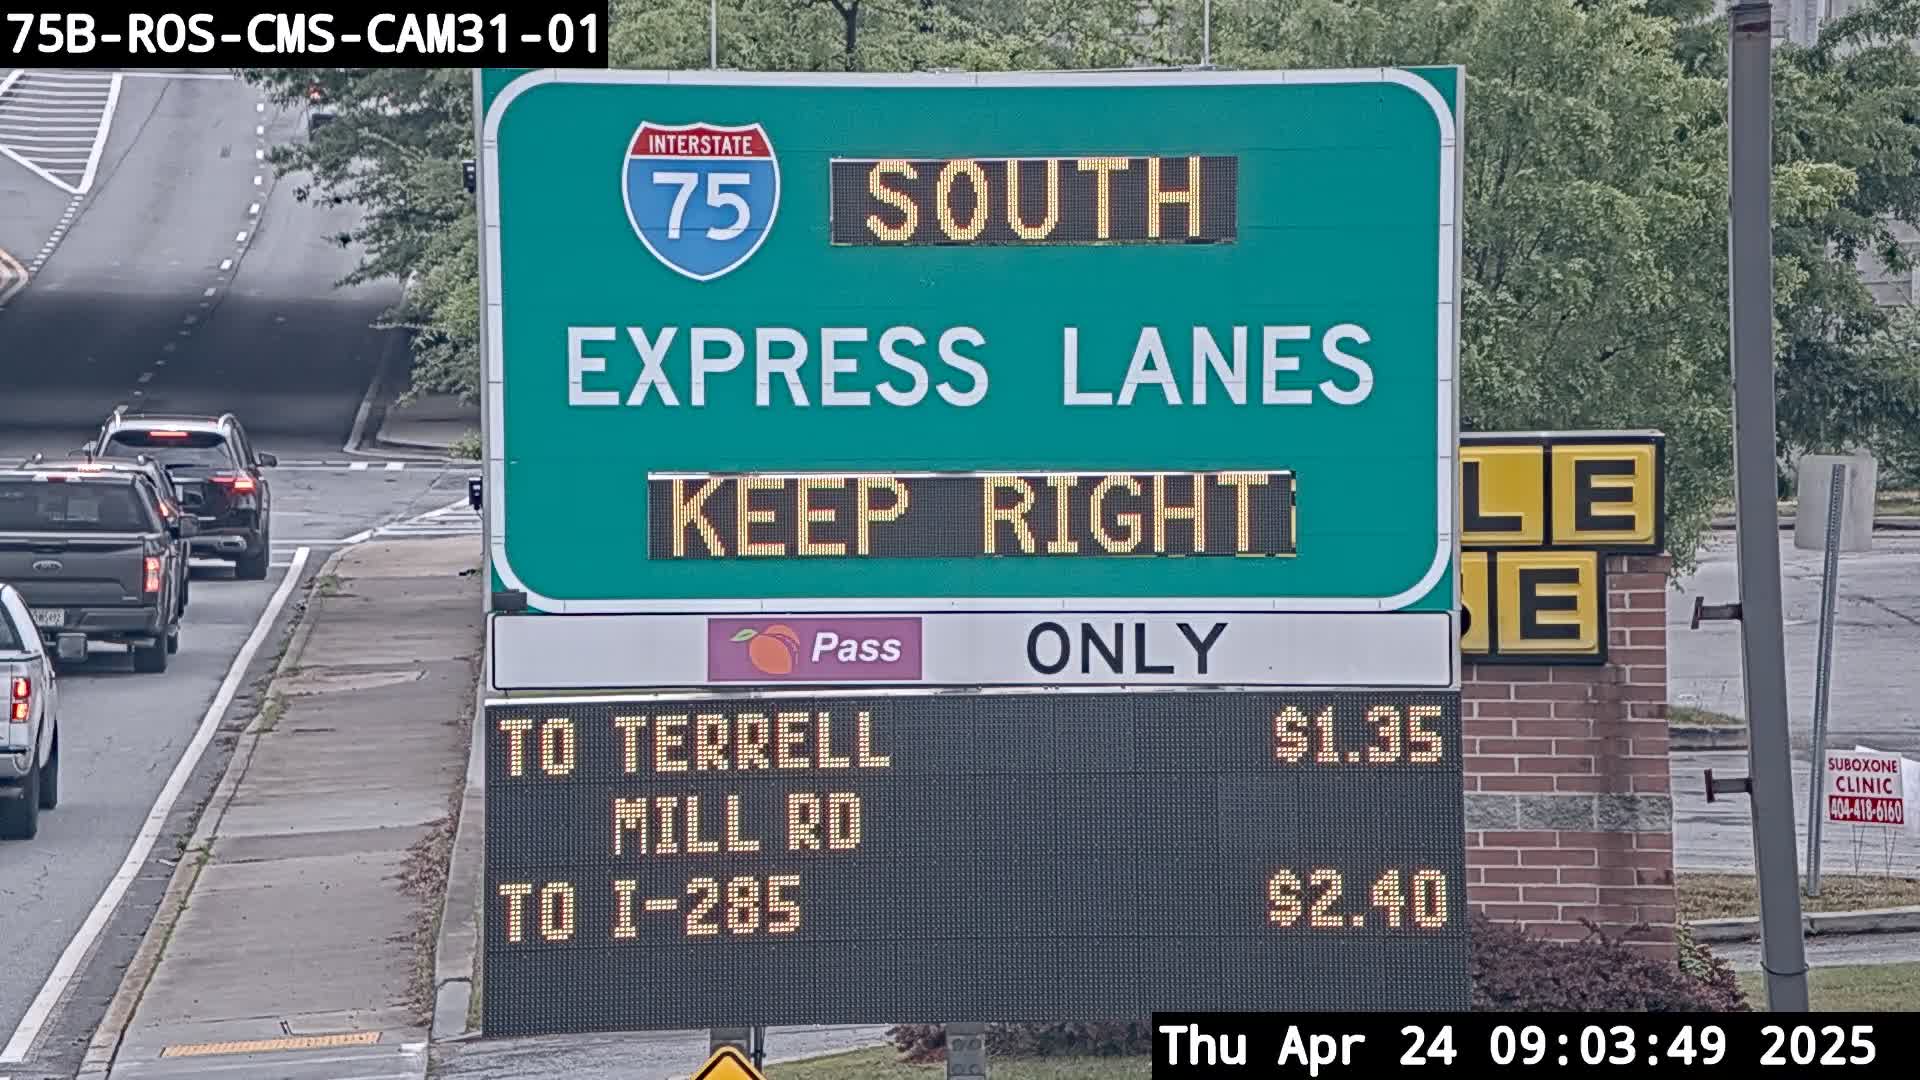 75B-ROS-CMS-CAM31-01
INTERSTATE
75
SOUTH
EXPRESS LANES
KEEP RIGHT
Pass ONLY
TO TERRELL $1.35
MILL RD
TO I-285 $2.40
LE
E
SUBOXONE
CLINIC
404-418-6160
Thu Apr 24 09:03:49 2025